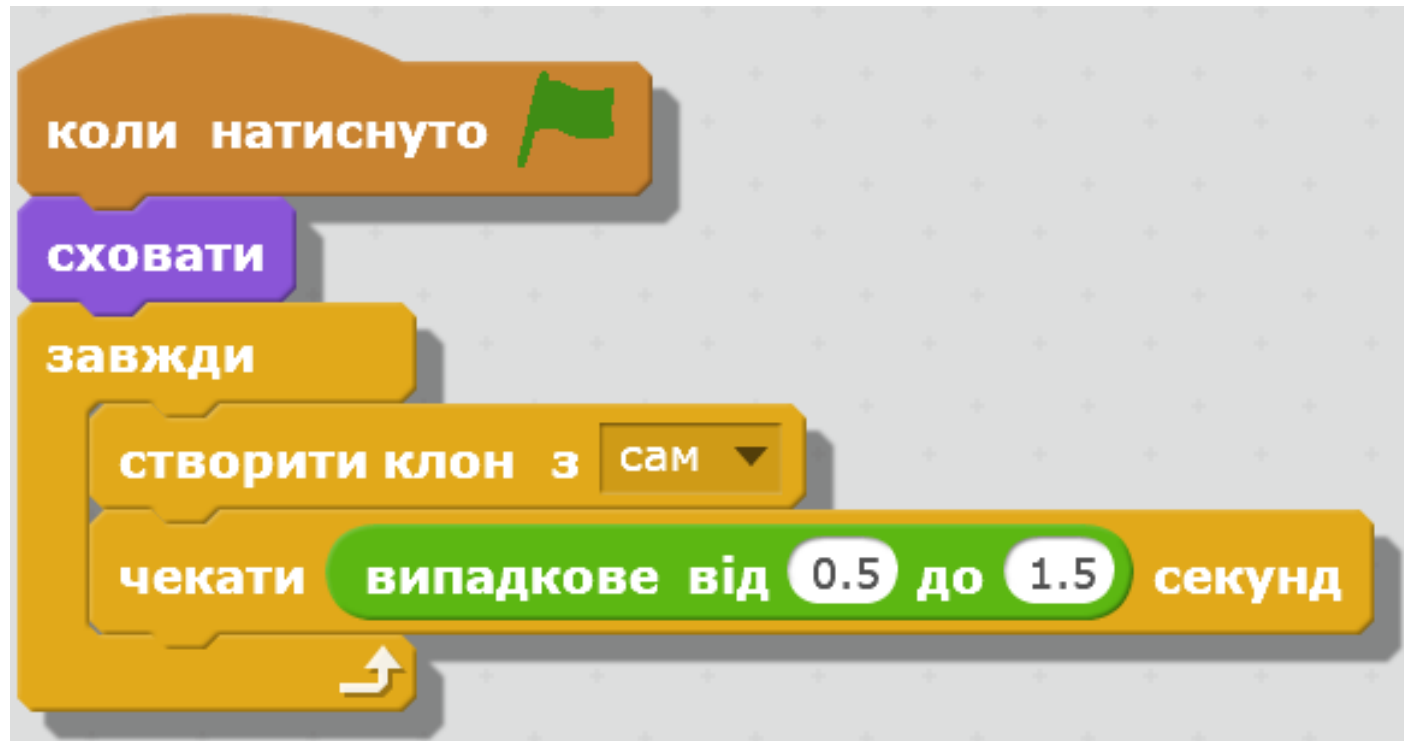 коли натиснуто
сховати
завжди
створити клон з сам
чекати випадкове від 0.5 до 1.5 секунд